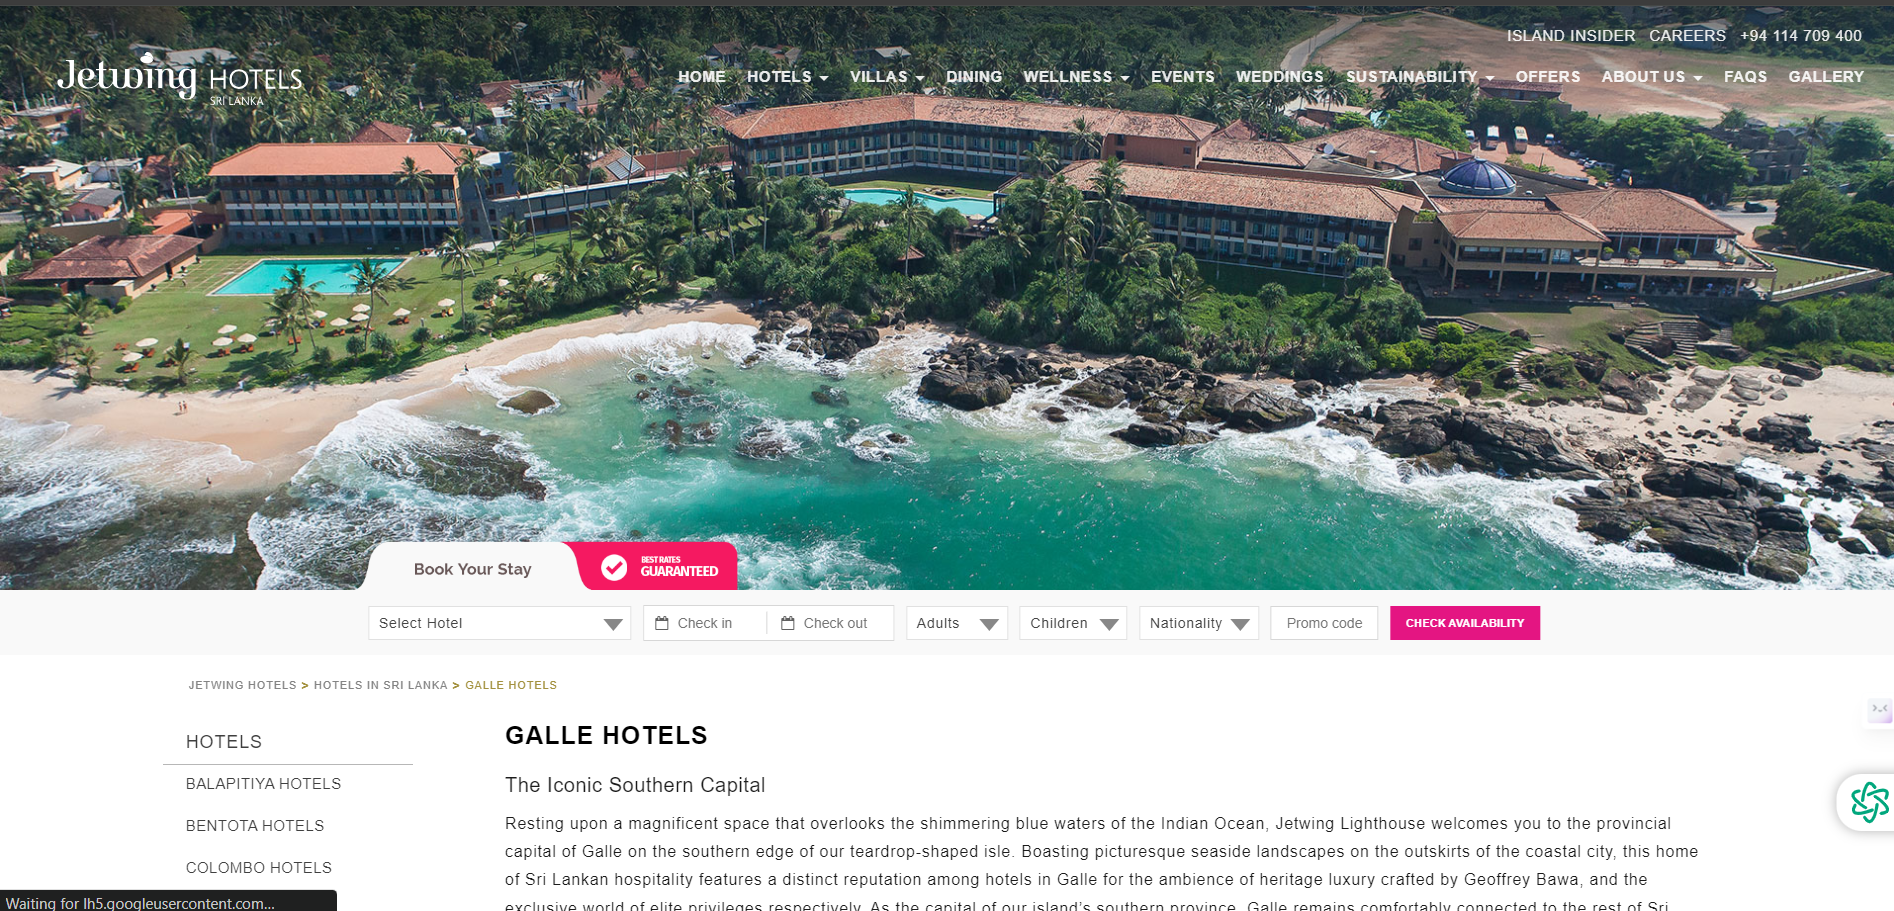 ISLAND INSIDER CAREERS +94 114 709 400
Jetwing HOTELS
SRI LANKA
HOME HOTELS VILLAS DINING WELLNESS EVENTS WEDDINGS SUSTAINABILITY OFFERS ABOUT US FAQS GALLERY
Book Your Stay
BEST RATES
GUARANTEED
Select Hotel Check in Check out Adults Children Nationality Promo code CHECK AVAILABILITY
JETWING HOTELS > HOTELS IN SRI LANKA > GALLE HOTELS
HOTELS
BALAPITIYA HOTELS
BENTOTA HOTELS
COLOMBO HOTELS
GALLE HOTELS
The Iconic Southern Capital
Resting upon a magnificent space that overlooks the shimmering blue waters of the Indian Ocean, Jetwing Lighthouse welcomes you to the provincial
capital of Galle on the southern edge of our teardrop-shaped isle. Boasting picturesque seaside landscapes on the outskirts of the coastal city, this home
of Sri Lankan hospitality features a distinct reputation among hotels in Galle for the ambience of heritage luxury crafted by Geoffrey Bawa, and the
exclusive world of elite privileges respectively. As the capital of our island's southern province, Galle remains comfortably connected to the rest of Sri
Waiting for lh5.googleusercontent.com...